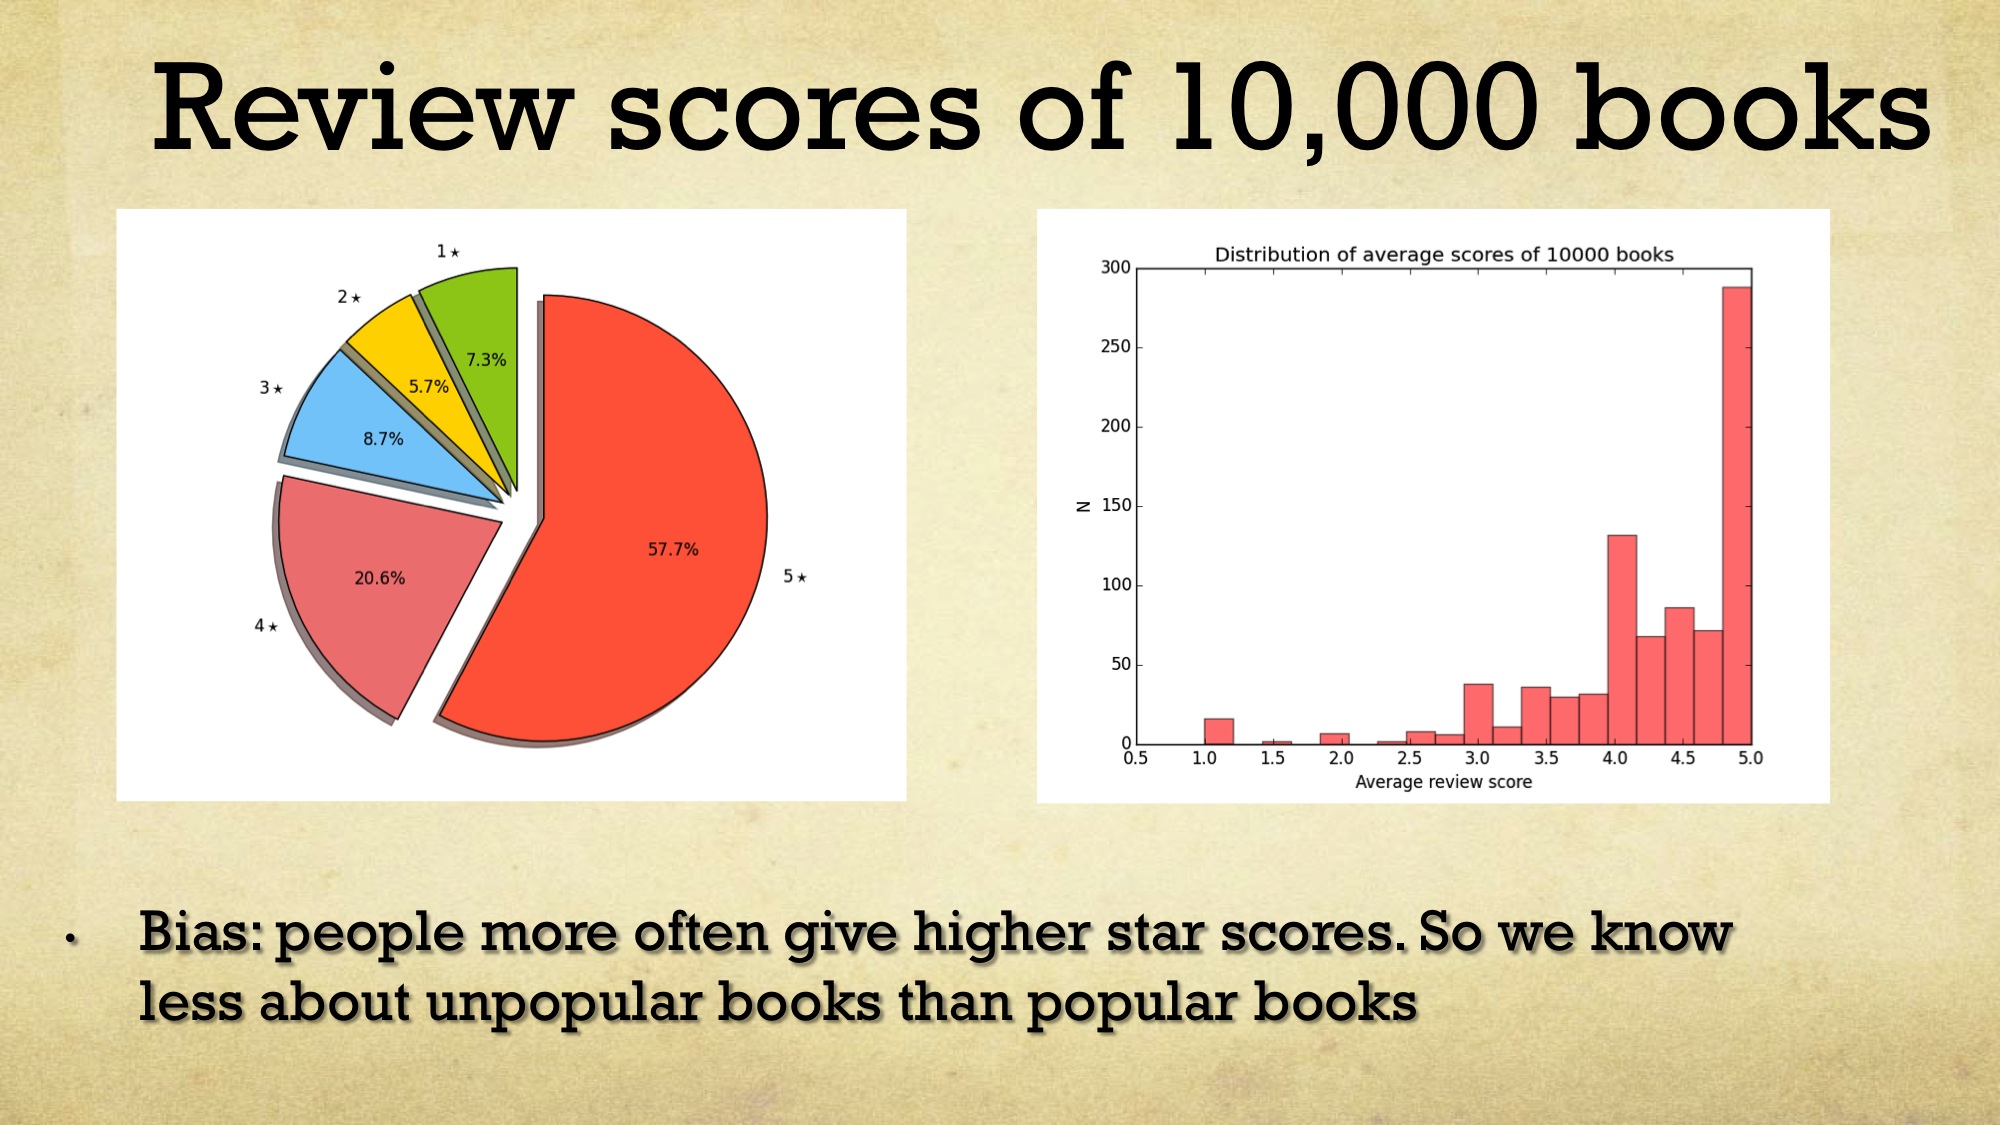 Review scores of 10,000 books
1★
2★
3★
4★
5★
7.3%
5.7%
8.7%
20.6%
57.7%
Distribution of average scores of 10000 books
300
250
200
150
100
50
0
N
0.5 1.0 1.5 2.0 2.5 3.0 3.5 4.0 4.5 5.0
Average review score
• Bias: people more often give higher star scores. So we know
less about unpopular books than popular books